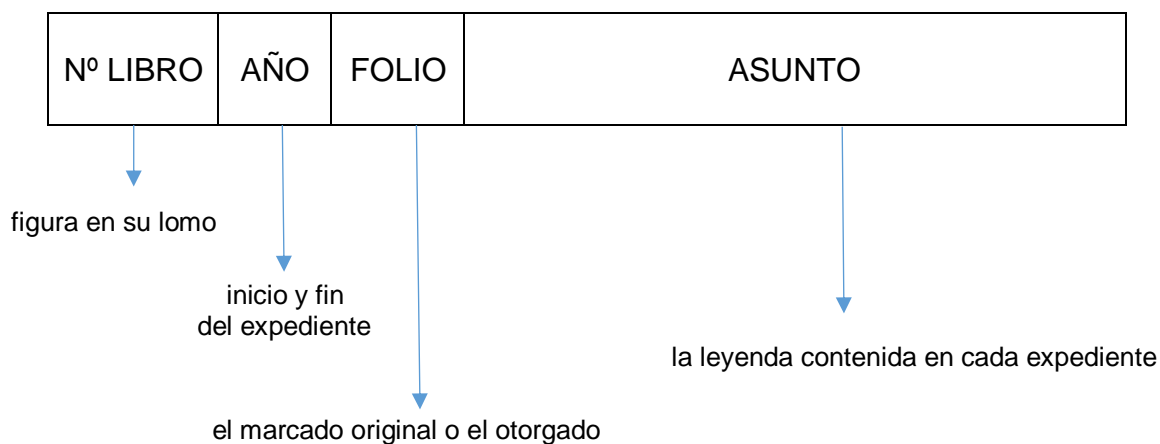 Nº LIBRO AÑO FOLIO ASUNTO
figura en su lomo
inicio y fin
del expediente
la leyenda contenida en cada expediente
el marcado original o el otorgado